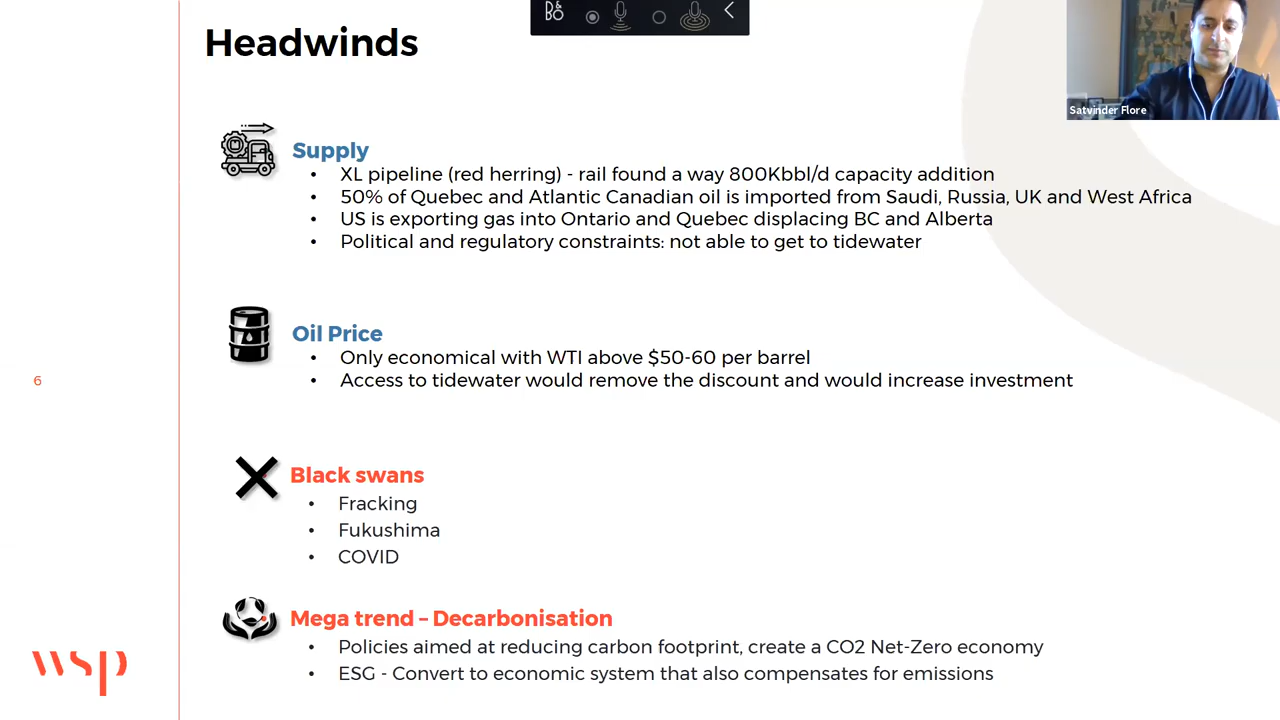 B&O
Headwinds
Satvinder Flore
Supply
• XL pipeline (red herring) - rail found a way 800Kbbl/d capacity addition
• 50% of Quebec and Atlantic Canadian oil is imported from Saudi, Russia, UK and West Africa
• US is exporting gas into Ontario and Quebec displacing BC and Alberta
• Political and regulatory constraints: not able to get to tidewater
Oil Price
• Only economical with WTI above $50-60 per barrel
• Access to tidewater would remove the discount and would increase investment
6
Black swans
• Fracking
• Fukushima
• COVID
Mega trend – Decarbonisation
• Policies aimed at reducing carbon footprint, create a CO2 Net-Zero economy
• ESG - Convert to economic system that also compensates for emissions
wsp